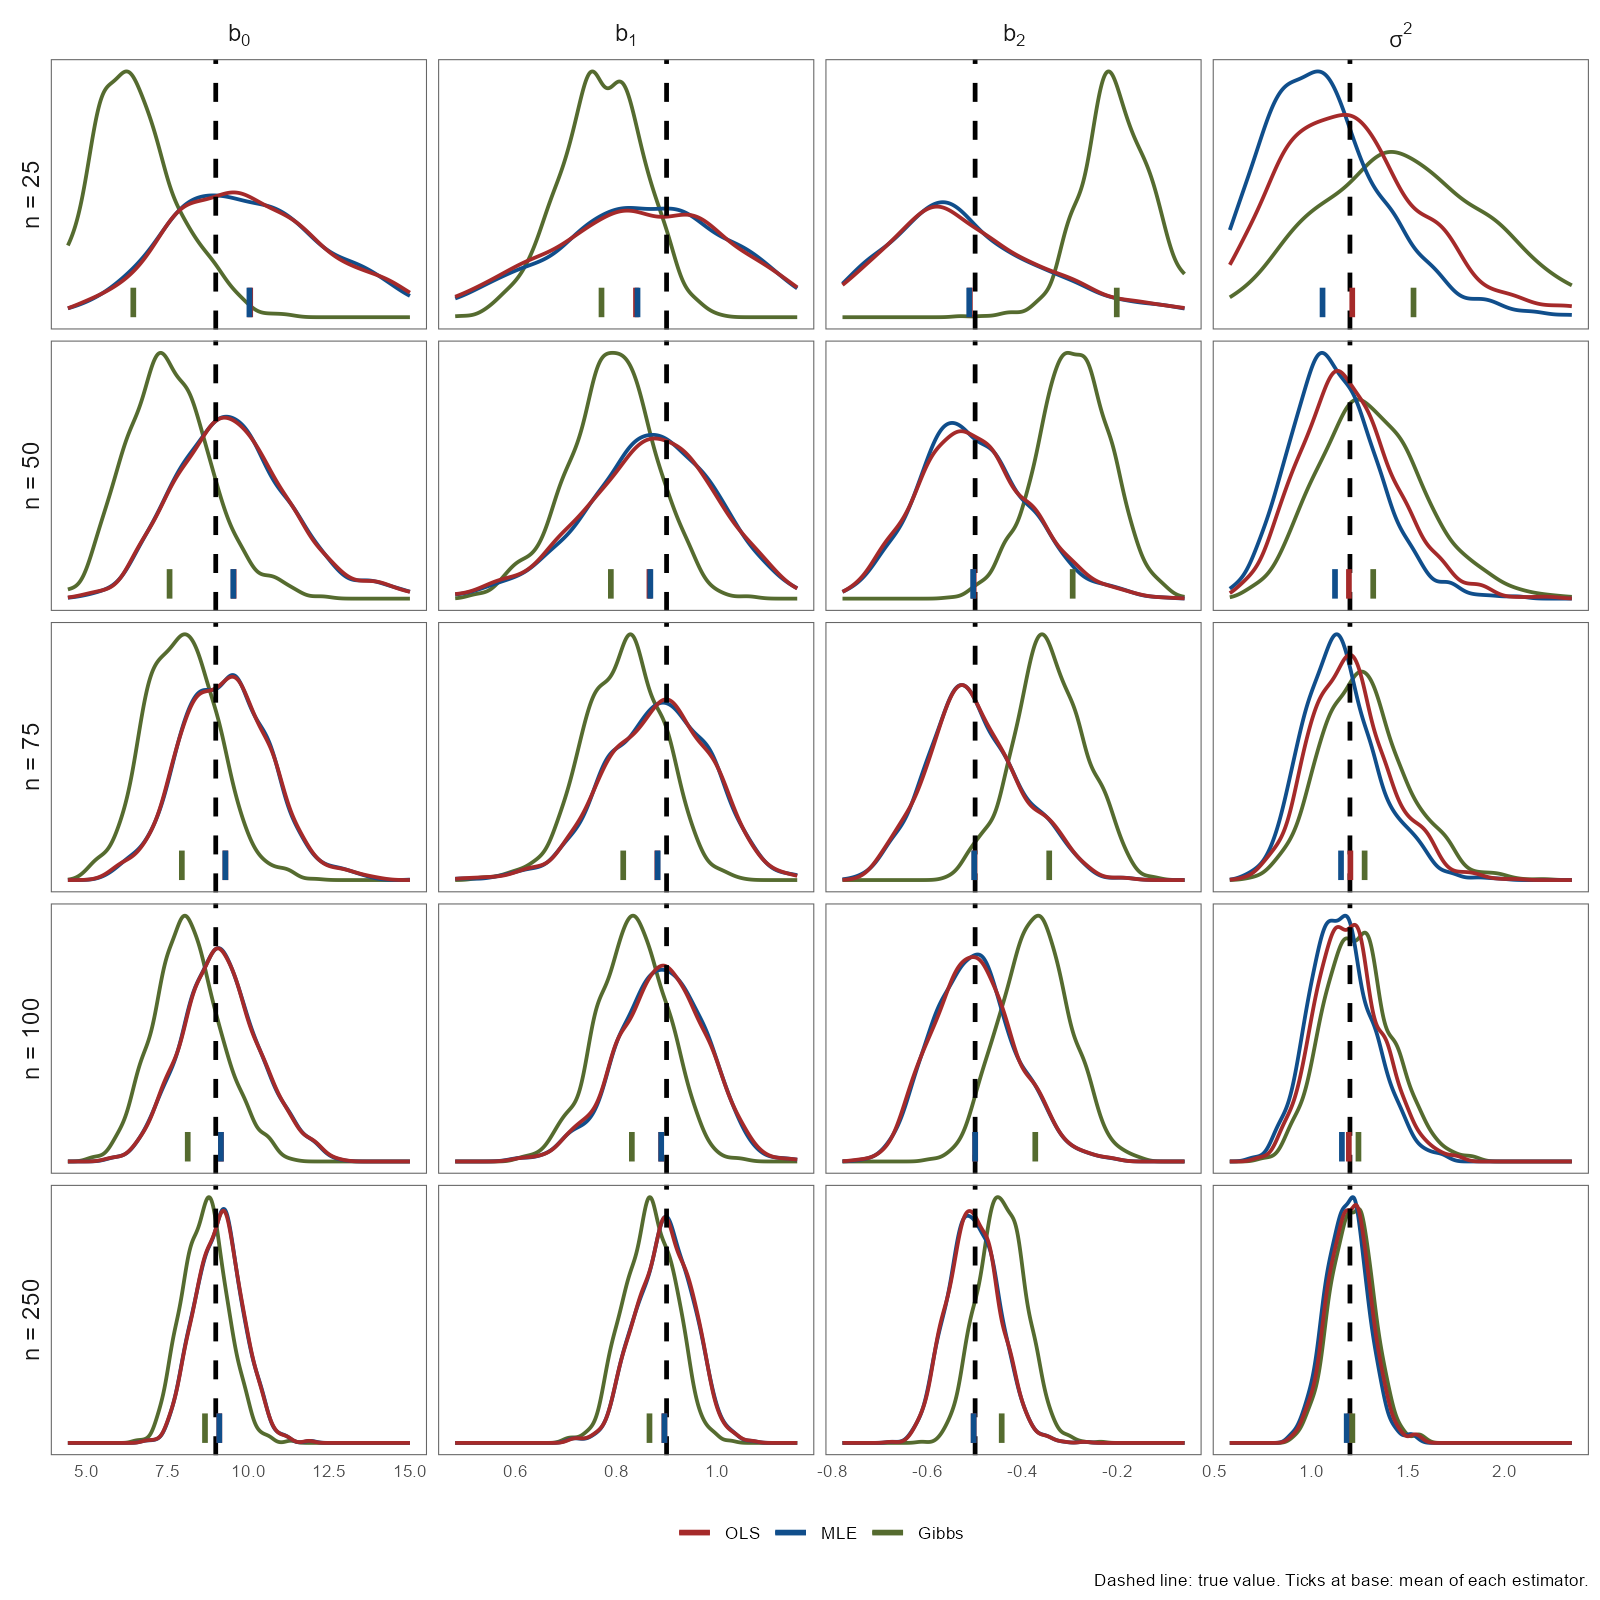 b₀ b₁ b₂ σ²
n = 25
n = 50
n = 75
n = 100
n = 250
5.0 7.5 10.0 12.5 15.0 0.6 0.8 1.0 -0.8 -0.6 -0.4 -0.2 0.5 1.0 1.5 2.0
OLS MLE Gibbs
Dashed line: true value. Ticks at base: mean of each estimator.